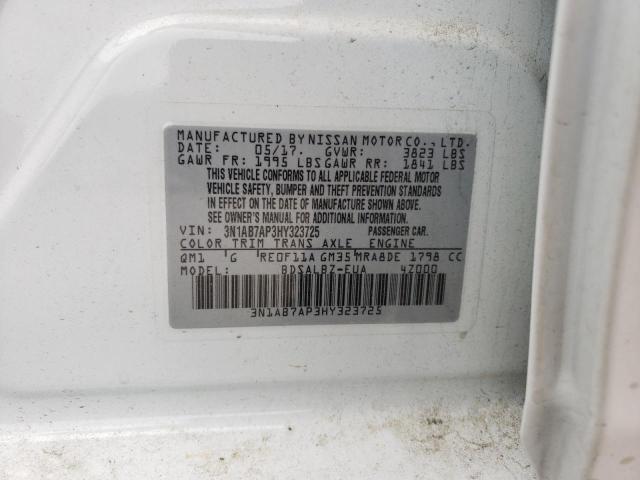 MANUFACTURED BY NISSAN MOTOR CO., LTD.
DATE: 05/17. GVWR: 3823 LBS
GAWR FR: 1995 LBS GAWR RR: 1841 LBS
THIS VEHICLE CONFORMS TO ALL APPLICABLE FEDERAL MOTOR
VEHICLE SAFETY, BUMPER AND THEFT PREVENTION STANDARDS
IN EFFECT ON THE DATE OF MANUFACTURE SHOWN ABOVE.
SEE OWNER'S MANUAL FOR ADDITIONAL INFORMATION.
VIN: 3N1AB7AP3HY323725 PASSENGER CAR.
COLOR TRIM TRANS AXLE ENGINE
QM1 G RE0F11A GM35 MRA8DE 1798 CC
MODEL: BDSALBZ-EUA 4Z000
3N1AB7AP3HY323725